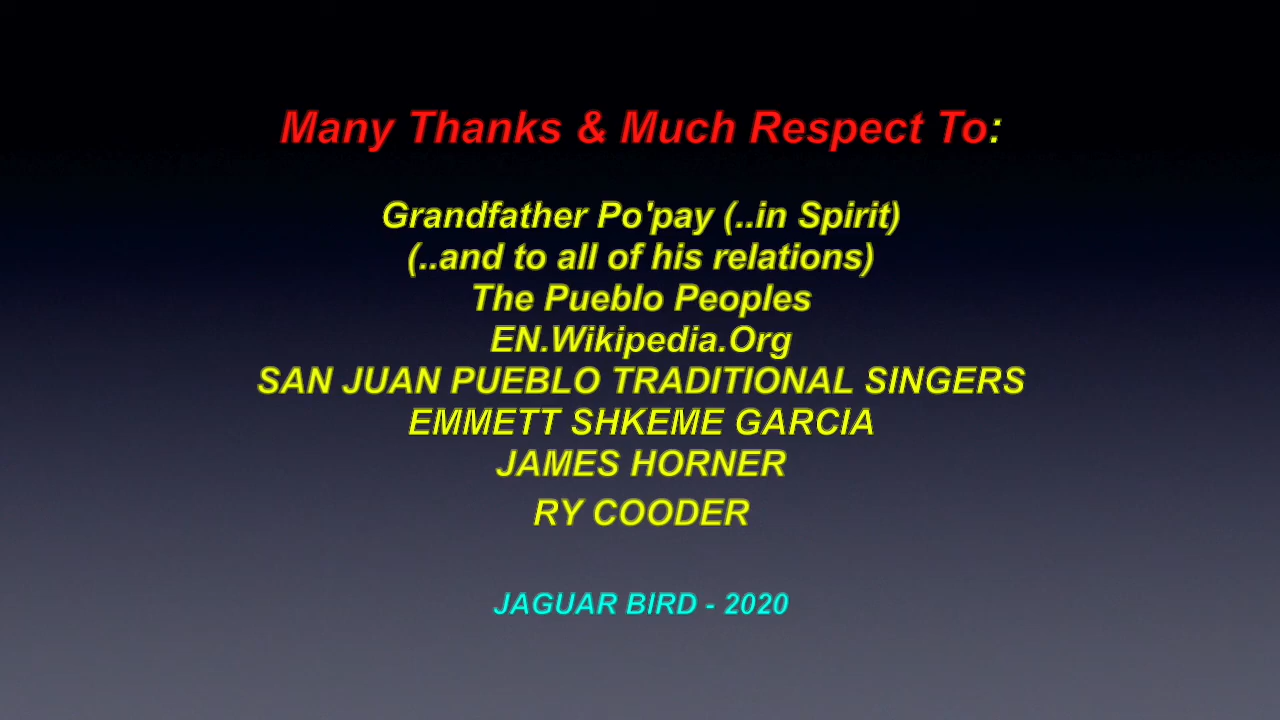 Many Thanks & Much Respect To:
Grandfather Po'pay (..in Spirit)
(..and to all of his relations)
The Pueblo Peoples
EN.Wikipedia.Org
SAN JUAN PUEBLO TRADITIONAL SINGERS
EMMETT SHKEME GARCIA
JAMES HORNER
RY COODER
JAGUAR BIRD - 2020